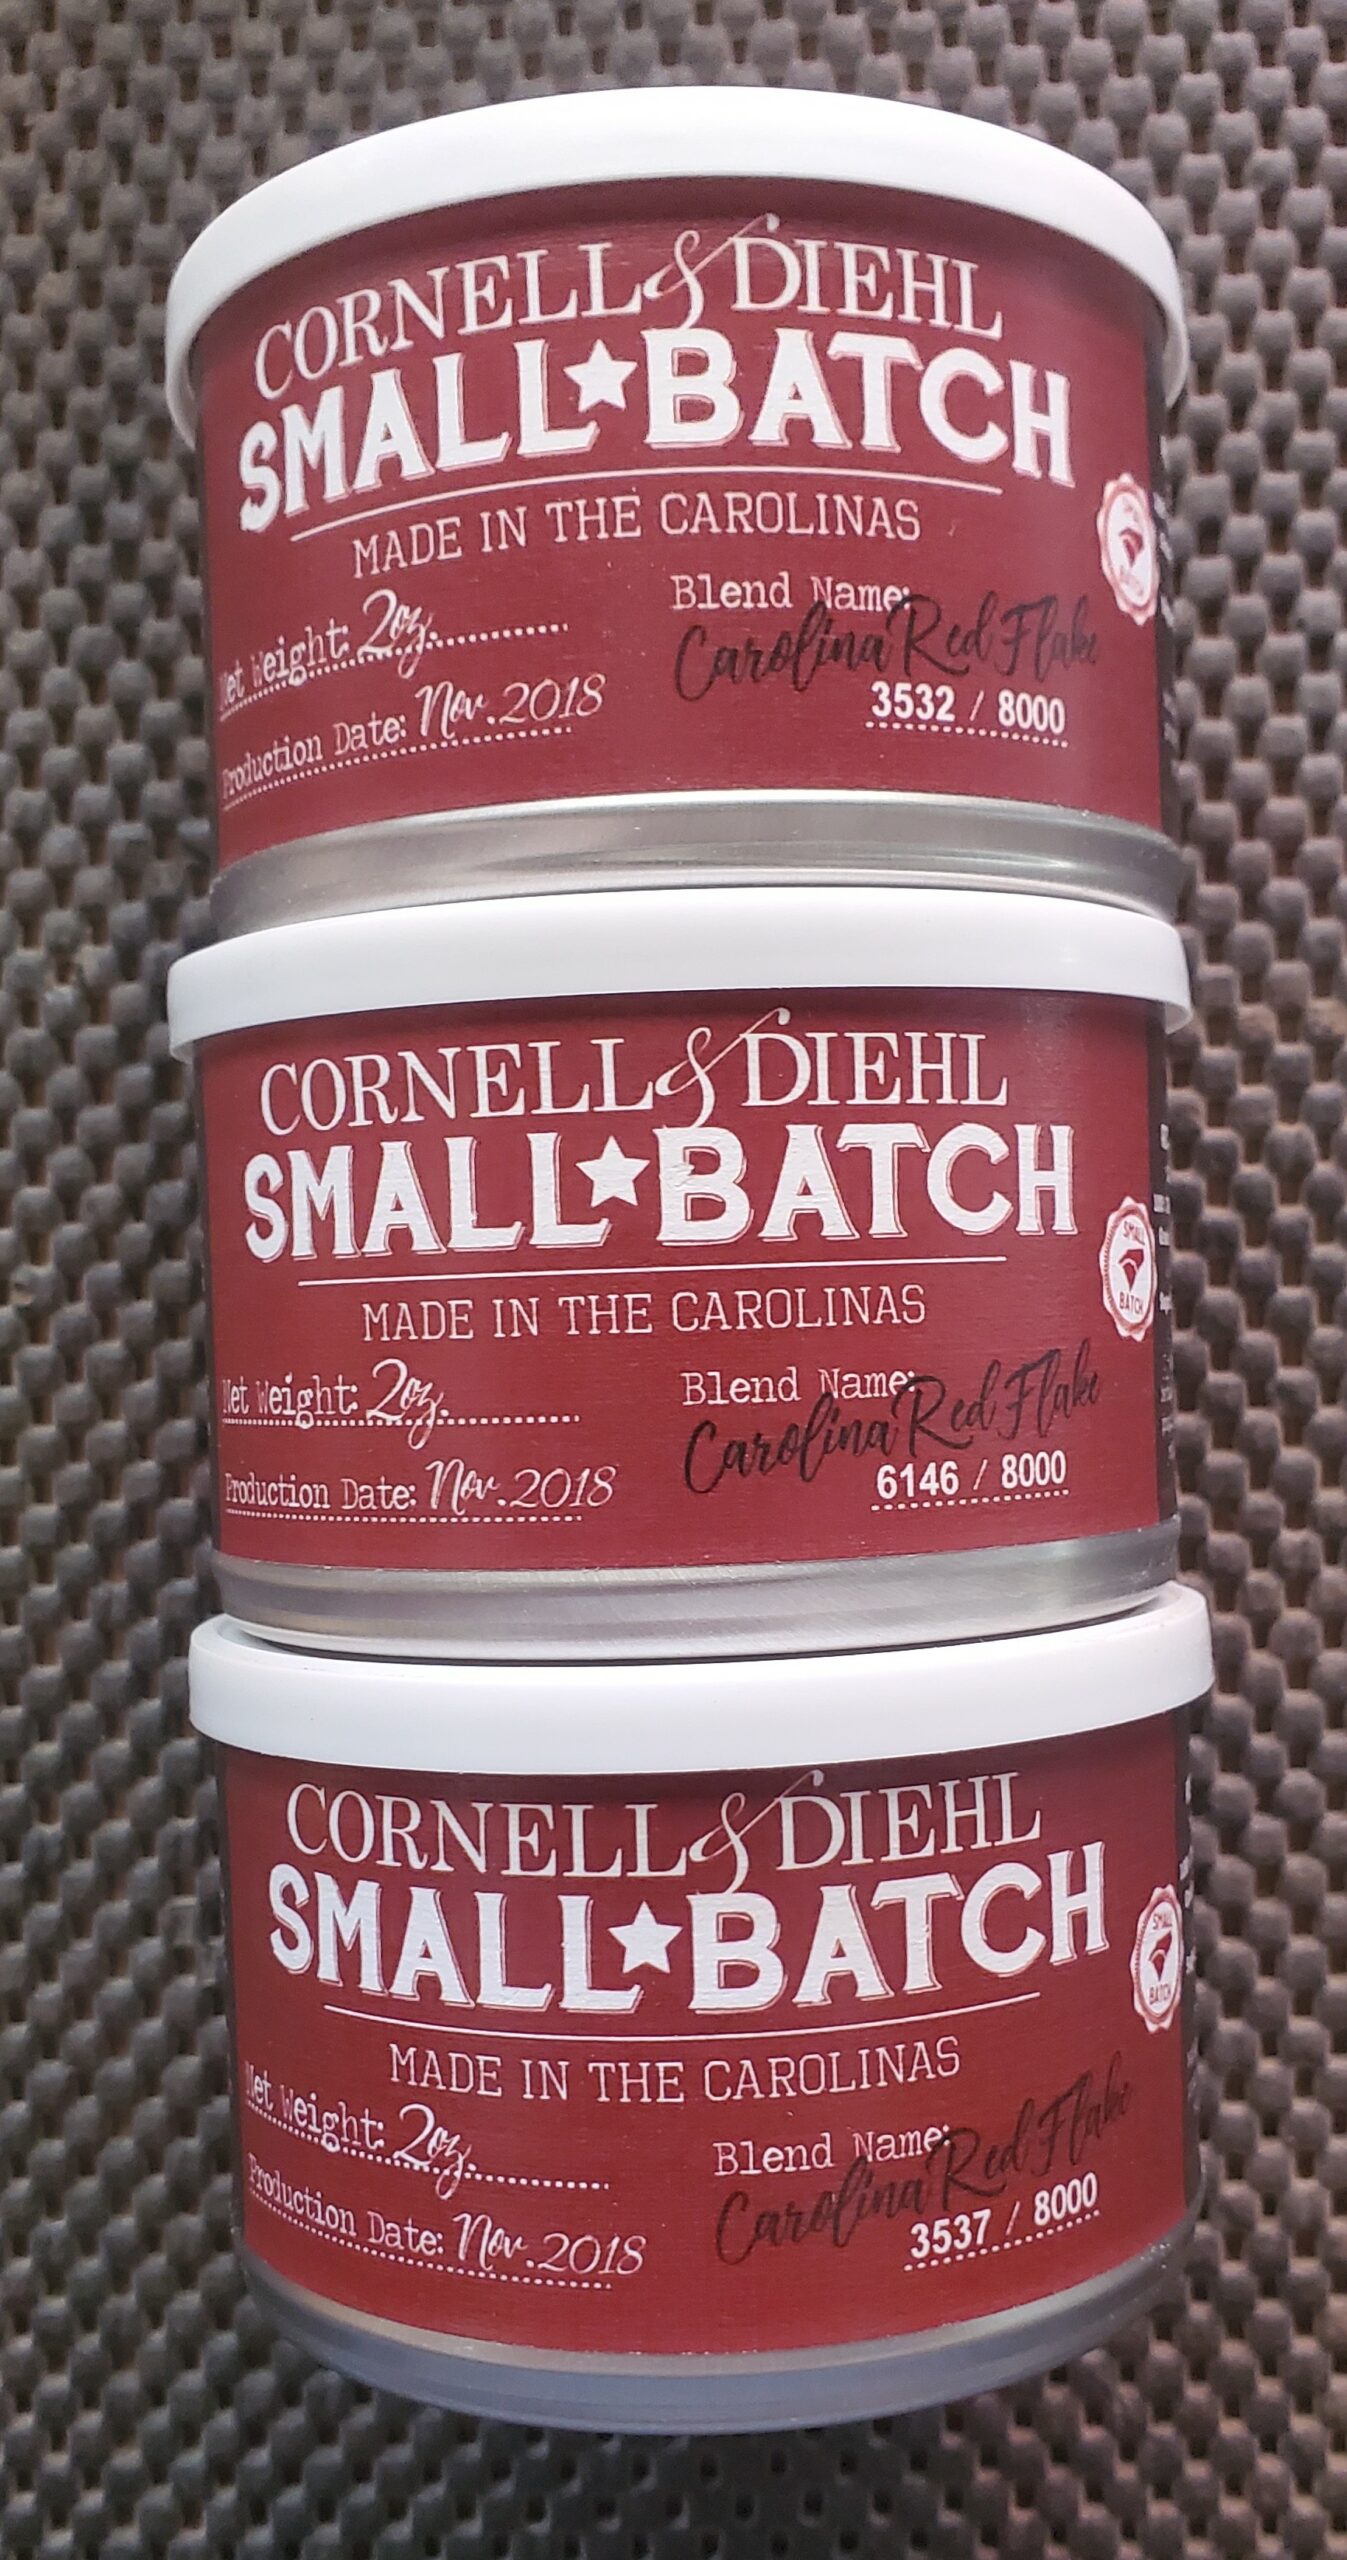 CORNELL & DIEHL
SMALL★BATCH
MADE IN THE CAROLINAS
Net Weight: 2oz.
Production Date: Nov. 2018
Blend Name:
Carolina Red Flake
3532 / 8000
CORNELL & DIEHL
SMALL★BATCH
MADE IN THE CAROLINAS
Net Weight: 2oz.
Production Date: Nov. 2018
Blend Name:
Carolina Red Flake
6146 / 8000
SMALL
BATCH
CORNELL & DIEHL
SMALL★BATCH
MADE IN THE CAROLINAS
Net Weight: 2oz.
Production Date: Nov. 2018
Blend Name:
Carolina Red Flake
3537 / 8000
SMALL
BATCH